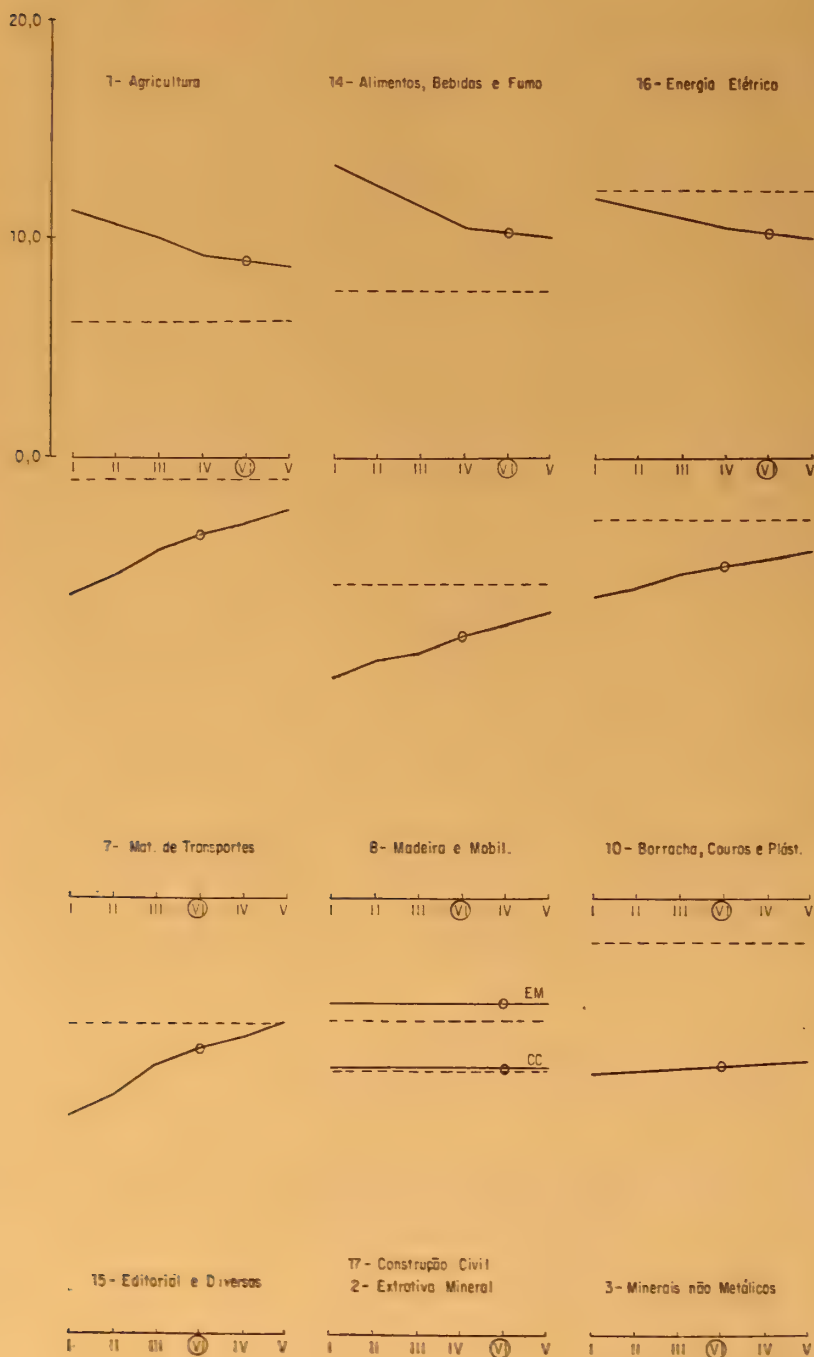 20,0
1- Agricultura
14- Alimentos, Bebidas e Fumo
16- Energia Elétrica
10,0
0,0
I II III IV VI V
I II III IV VI V
I II III IV VI V
7- Mat. de Transportes
8- Madeira e Mobil.
10- Borracha, Couros e Plást.
I II III VI IV V
I II III VI IV V
I II III VI IV V
EM
CC
15- Editorial e Diversas
17- Construção Civil
2- Extrativa Mineral
3- Minerais não Metálicos
I II III VI IV V
I II III IV VI V
I II III VI IV V